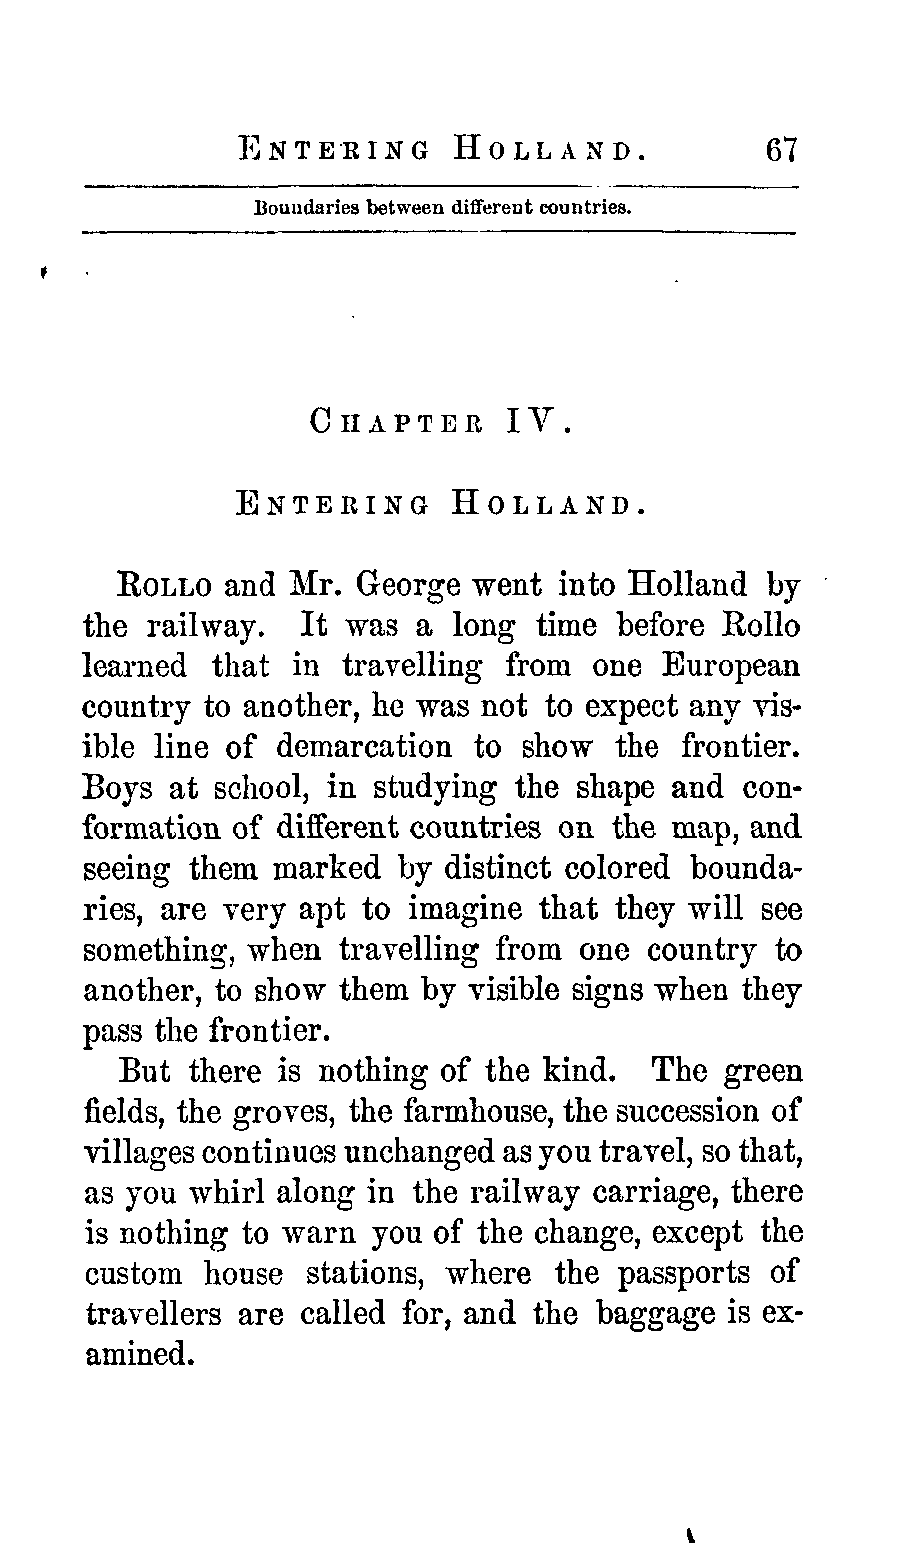 ENTERING HOLLAND. 67
Boundaries between different countries.
CHAPTER IV.
ENTERING HOLLAND.
ROLLO and Mr. George went into Holland by
the railway. It was a long time before Rollo
learned that in travelling from one European
country to another, he was not to expect any vis-
ible line of demarcation to show the frontier.
Boys at school, in studying the shape and con-
formation of different countries on the map, and
seeing them marked by distinct colored bounda-
ries, are very apt to imagine that they will see
something, when travelling from one country to
another, to show them by visible signs when they
pass the frontier.
But there is nothing of the kind. The green
fields, the groves, the farmhouse, the succession of
villages continues unchanged as you travel, so that,
as you whirl along in the railway carriage, there
is nothing to warn you of the change, except the
custom house stations, where the passports of
travellers are called for, and the baggage is ex-
amined.